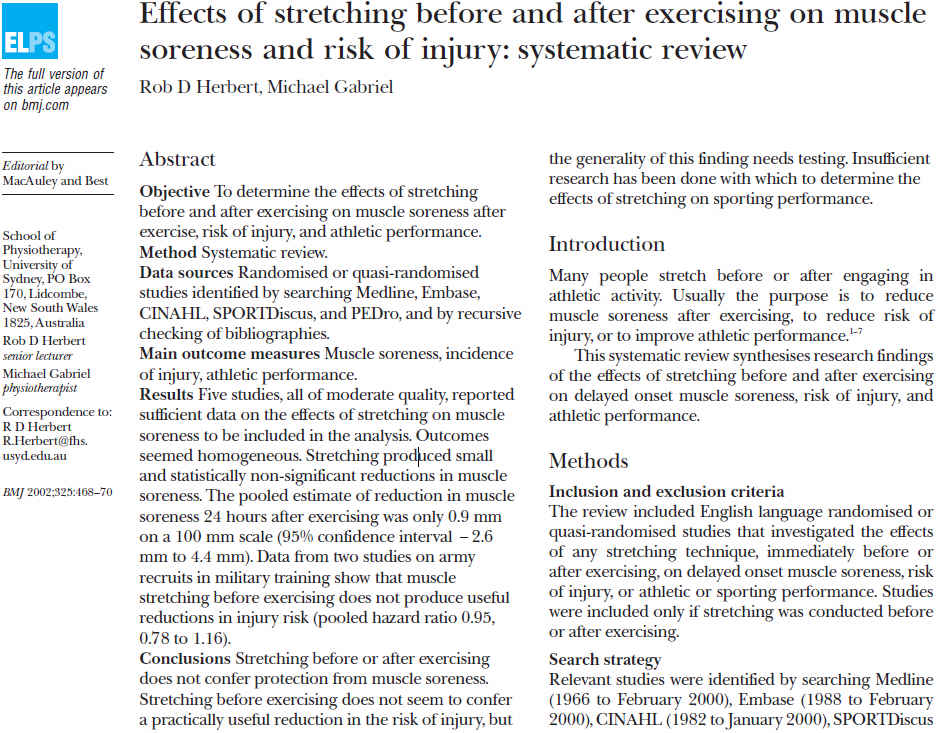 Effects of stretching before and after exercising on muscle
soreness and risk of injury: systematic review
Rob D Herbert, Michael Gabriel
ELPS
The full version of
this article appears
on bmj.com
Editorial by
MacAuley and Best
School of
Physiotherapy,
University of
Sydney, PO Box
170, Lidcombe,
New South Wales
1825, Australia
Rob D Herbert
senior lecturer
Michael Gabriel
physiotherapist
Correspondence to:
R D Herbert
R.Herbert@fhs.
usyd.edu.au
BMJ 2002;325:468–70
Abstract
Objective To determine the effects of stretching
before and after exercising on muscle soreness after
exercise, risk of injury, and athletic performance.
Method Systematic review.
Data sources Randomised or quasi-randomised
studies identified by searching Medline, Embase,
CINAHL, SPORTDiscus, and PEDro, and by recursive
checking of bibliographies.
Main outcome measures Muscle soreness, incidence
of injury, athletic performance.
Results Five studies, all of moderate quality, reported
sufficient data on the effects of stretching on muscle
soreness to be included in the analysis. Outcomes
seemed homogeneous. Stretching produced small
and statistically non-significant reductions in muscle
soreness. The pooled estimate of reduction in muscle
soreness 24 hours after exercising was only 0.9 mm
on a 100 mm scale (95% confidence interval − 2.6
mm to 4.4 mm). Data from two studies on army
recruits in military training show that muscle
stretching before exercising does not produce useful
reductions in injury risk (pooled hazard ratio 0.95,
0.78 to 1.16).
Conclusions Stretching before or after exercising
does not confer protection from muscle soreness.
Stretching before exercising does not seem to confer
a practically useful reduction in the risk of injury, but
the generality of this finding needs testing. Insufficient
research has been done with which to determine the
effects of stretching on sporting performance.
Introduction
Many people stretch before or after engaging in
athletic activity. Usually the purpose is to reduce
muscle soreness after exercising, to reduce risk of
injury, or to improve athletic performance.1–7
This systematic review synthesises research findings
of the effects of stretching before and after exercising
on delayed onset muscle soreness, risk of injury, and
athletic performance.
Methods
Inclusion and exclusion criteria
The review included English language randomised or
quasi-randomised studies that investigated the effects
of any stretching technique, immediately before or
after exercising, on delayed onset muscle soreness, risk
of injury, or athletic or sporting performance. Studies
were included only if stretching was conducted before
or after exercising.
Search strategy
Relevant studies were identified by searching Medline
(1966 to February 2000), Embase (1988 to February
2000), CINAHL (1982 to January 2000), SPORTDiscus